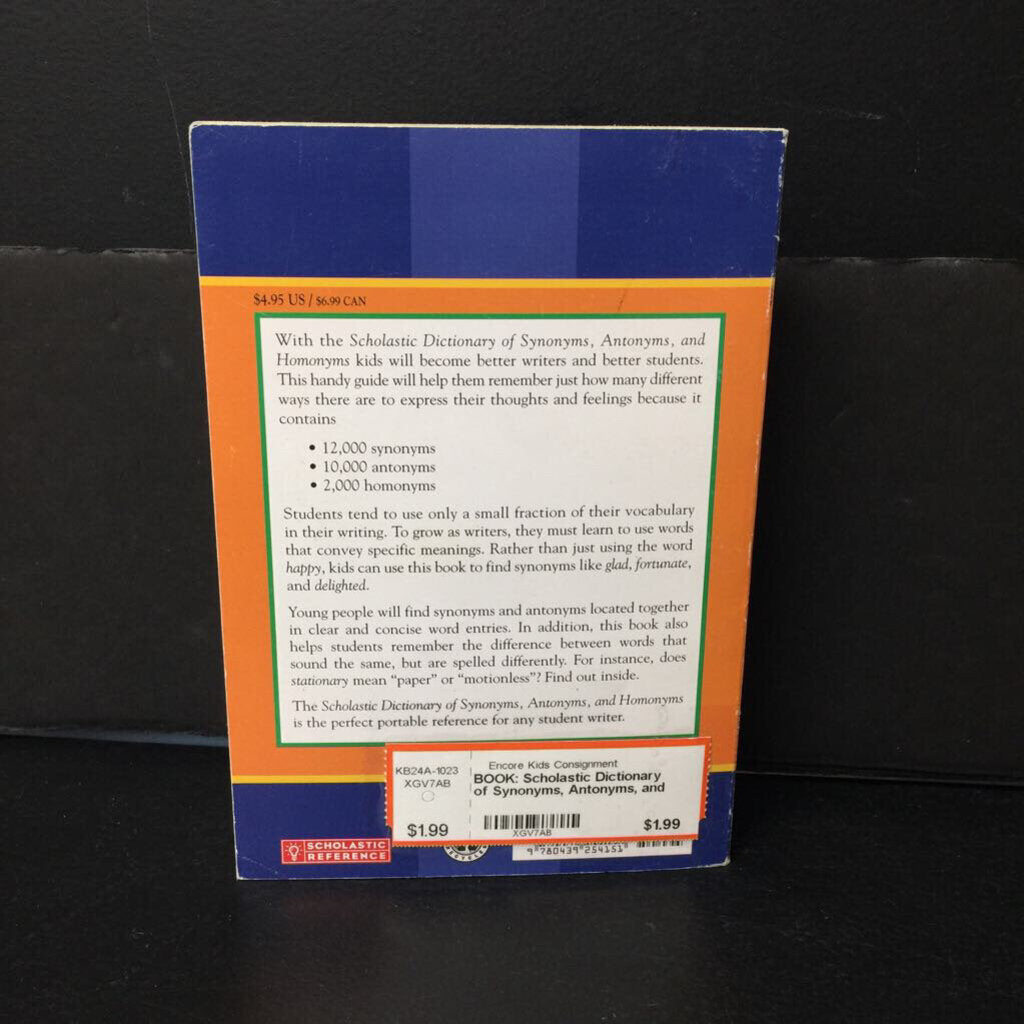 $4.95 US / $6.99 CAN
With the Scholastic Dictionary of Synonyms, Antonyms, and
Homonyms kids will become better writers and better students.
This handy guide will help them remember just how many different
ways there are to express their thoughts and feelings because it
contains
• 12,000 synonyms
• 10,000 antonyms
• 2,000 homonyms
Students tend to use only a small fraction of their vocabulary
in their writing. To grow as writers, they must learn to use words
that convey specific meanings. Rather than just using the word
happy, kids can use this book to find synonyms like glad, fortunate,
and delighted.
Young people will find synonyms and antonyms located together
in clear and concise word entries. In addition, this book also
helps students remember the difference between words that
sound the same, but are spelled differently. For instance, does
stationary mean “paper” or “motionless”? Find out inside.
The Scholastic Dictionary of Synonyms, Antonyms, and Homonyms
is the perfect portable reference for any student writer.
KB24A-1023
XGV7AB
$1.99
Encore Kids Consignment
BOOK: Scholastic Dictionary
of Synonyms, Antonyms, and
XGV7AB
$1.99
SCHOLASTIC
REFERENCE
9 780439 254151